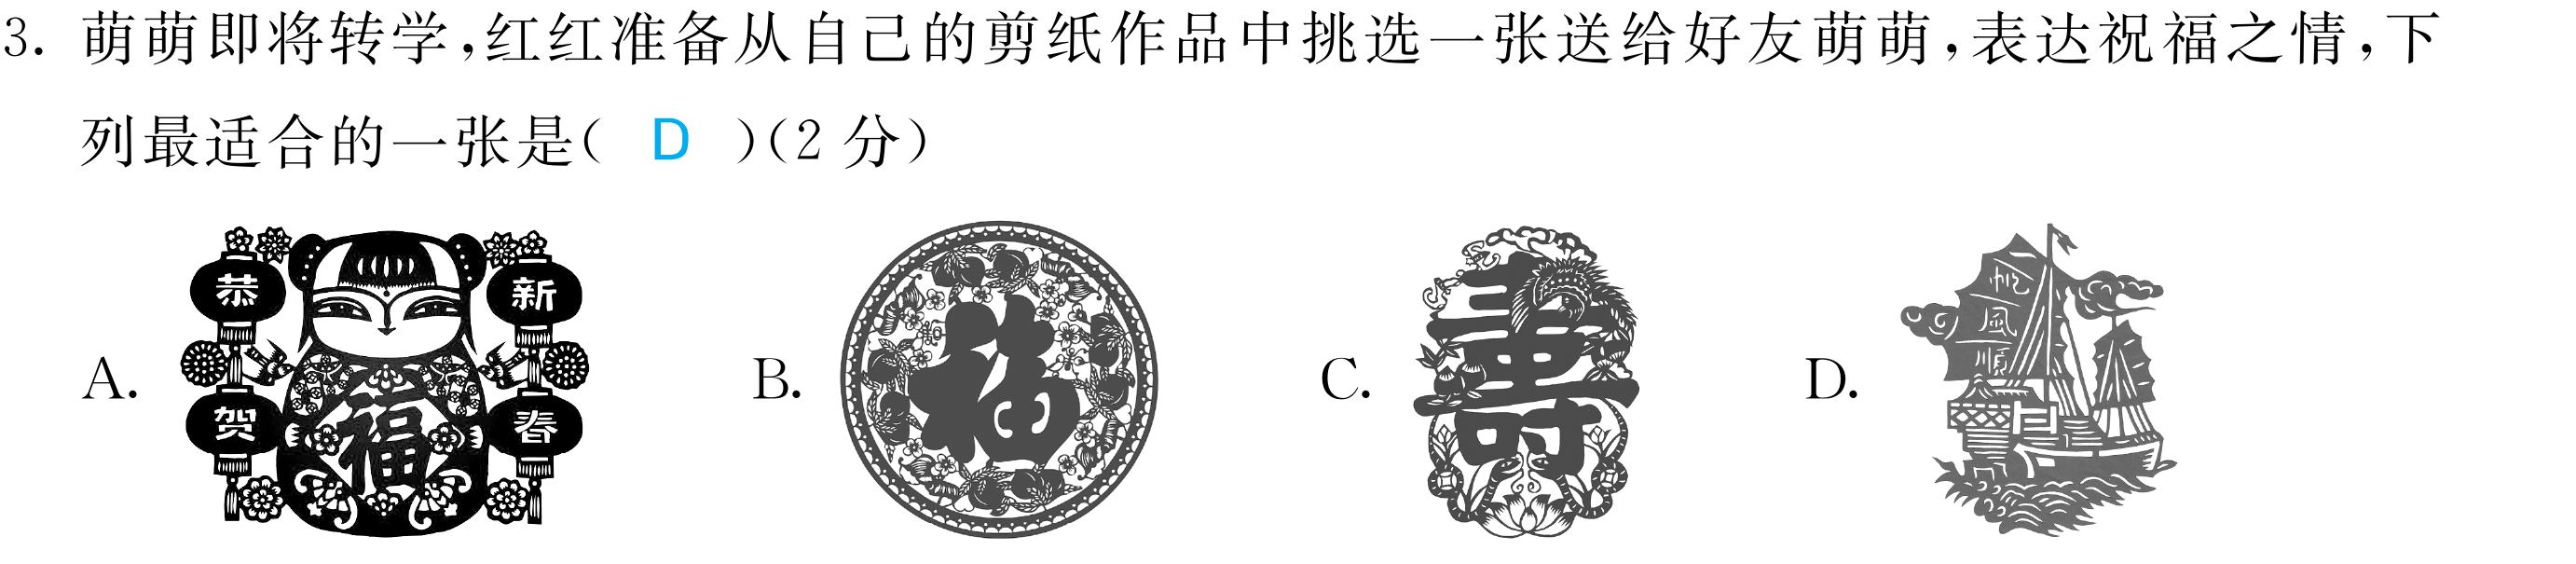 3. 萌萌即将转学,红红准备从自己的剪纸作品中挑选一张送给好友萌萌,表达祝福之情,下
列最适合的一张是( D )(2 分)
A. 恭贺 福 新春 B. 福 C. 壽 D. 帆風順